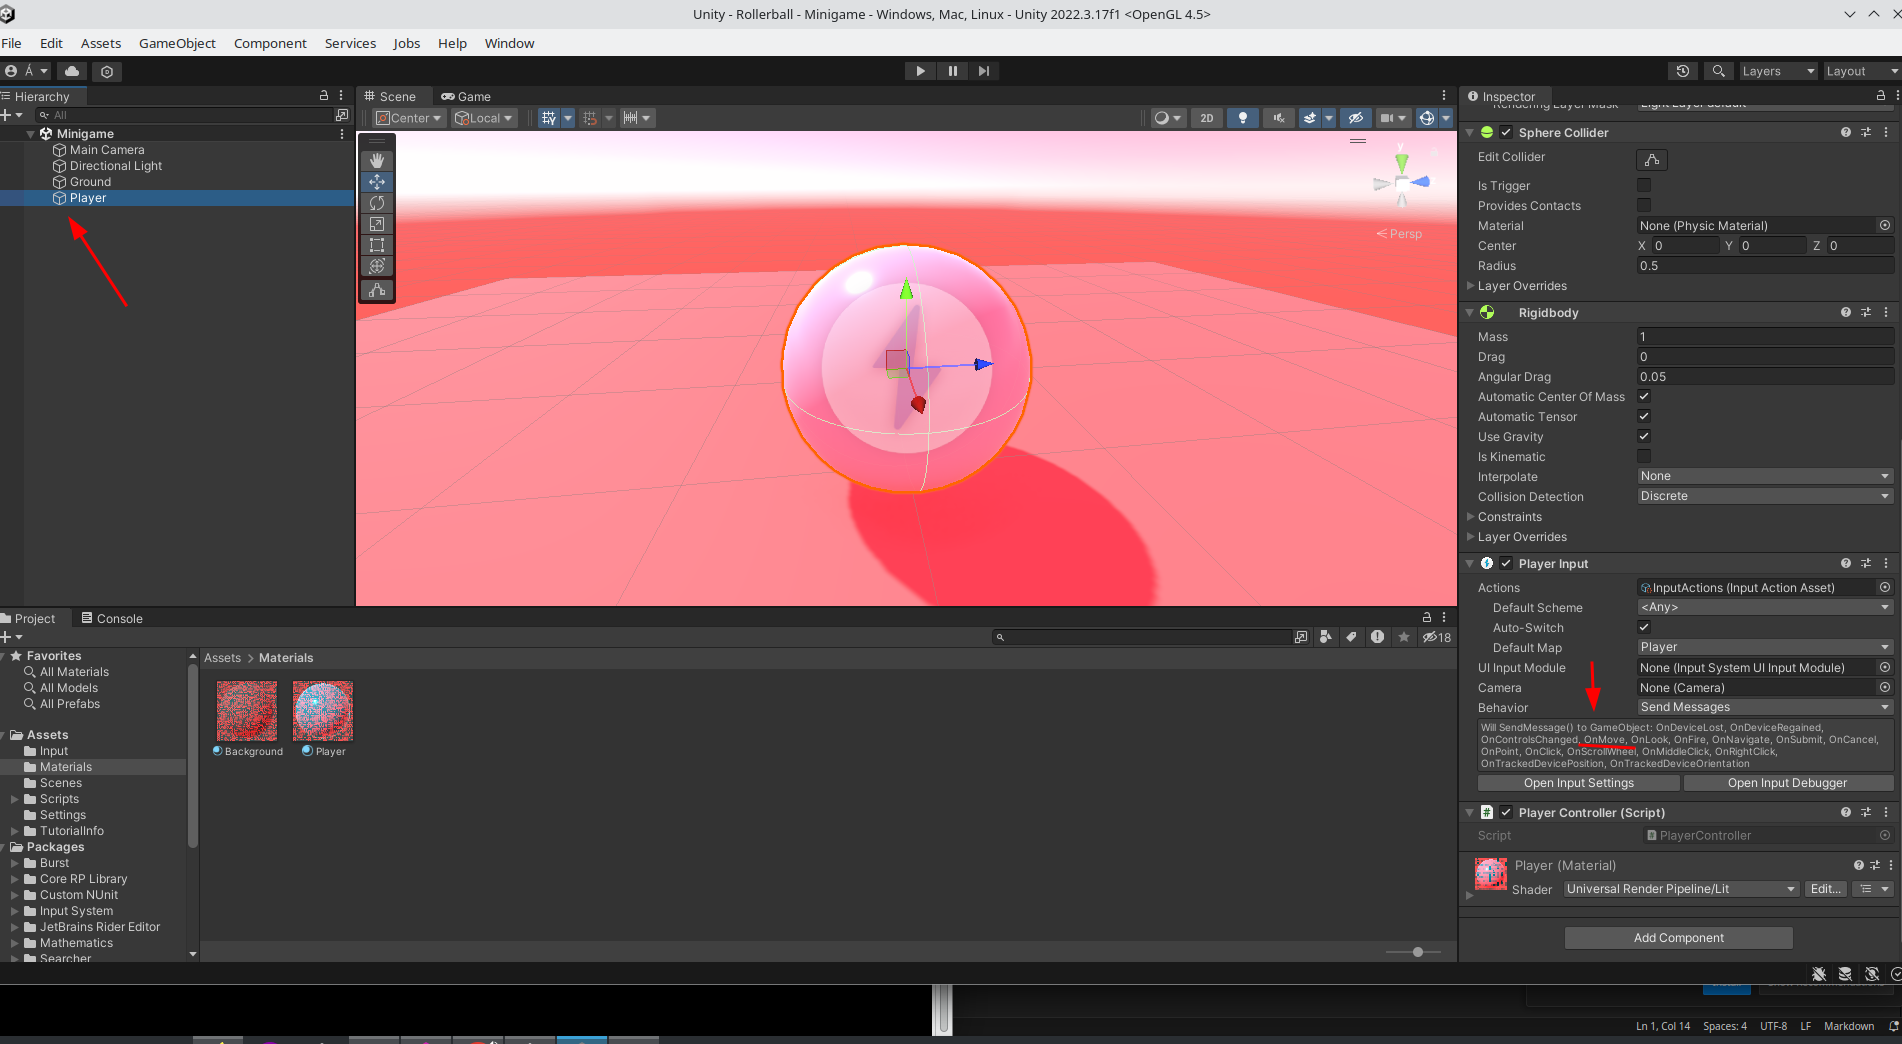 Unity - Rollerball - Minigame - Windows, Mac, Linux - Unity 2022.3.17f1 <OpenGL 4.5>
File Edit Assets GameObject Component Services Jobs Help Window
Á
Layers
Layout
Hierarchy
All
Minigame
Main Camera
Directional Light
Ground
Player
Scene
Game
Center
Local
2D
y
Persp
Inspector
Rendering Layer Mask
Light Layer default
Sphere Collider
Edit Collider
Is Trigger
Provides Contacts
Material None (Physic Material)
Center X 0 Y 0 Z 0
Radius 0.5
Layer Overrides
Rigidbody
Mass 1
Drag 0
Angular Drag 0.05
Automatic Center Of Mass
Automatic Tensor
Use Gravity
Is Kinematic
Interpolate None
Collision Detection Discrete
Constraints
Layer Overrides
Player Input
Actions InputActions (Input Action Asset)
Default Scheme <Any>
Auto-Switch
Default Map Player
UI Input Module None (Input System UI Input Module)
Camera None (Camera)
Behavior Send Messages
Will SendMessage() to GameObject: OnDeviceLost, OnDeviceRegained,
OnControlsChanged, OnMove, OnLook, OnFire, OnNavigate, OnSubmit, OnCancel,
OnPoint, OnClick, OnScrollWheel, OnMiddleClick, OnRightClick,
OnTrackedDevicePosition, OnTrackedDeviceOrientation
Open Input Settings Open Input Debugger
# Player Controller (Script)
Script PlayerController
Player (Material)
Shader Universal Render Pipeline/Lit Edit...
Add Component
Project
Console
18
Favorites
All Materials
All Models
All Prefabs
Assets
Input
Materials
Scenes
Scripts
Settings
TutorialInfo
Packages
Burst
Core RP Library
Custom NUnit
Input System
JetBrains Rider Editor
Mathematics
Searcher
Assets > Materials
Background
Player
Ln 1, Col 14 Spaces: 4 UTF-8 LF Markdown